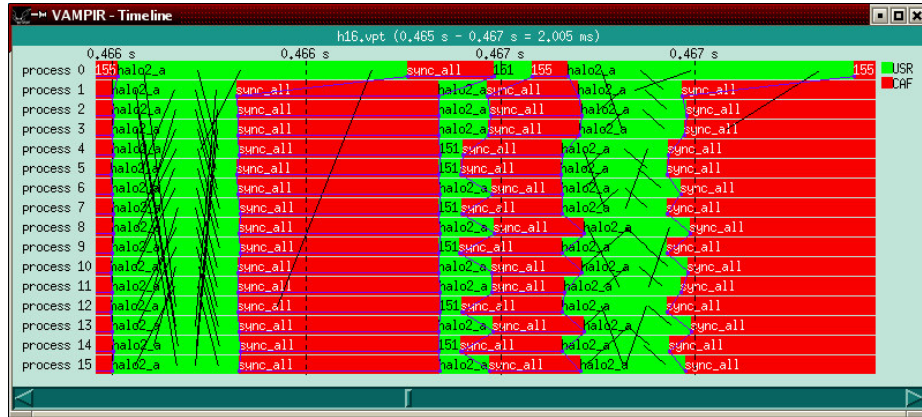 VAMPIR - Timeline
h16.vpt (0.465 s - 0.467 s = 2.005 ms)
0.466 s 0.466 s 0.467 s 0.467 s
process 0 155 halo2_a sync_all 151 155 halo2_a 155 USR
process 1 halo2_a sync_all halo2_a sync_all halo2_a sync_all CAF
process 2 halo2_a sync_all halo2_a sync_all halo2_a sync_all
process 3 halo2_a sync_all halo2_a sync_all halo2_a sync_all
process 4 halo2_a sync_all 151 sync_all halo2_a sync_all
process 5 halo2_a sync_all 151 sync_all halo2_a sync_all
process 6 halo2_a sync_all halo2_a sync_all halo2_a sync_all
process 7 halo2_a sync_all 151 sync_all halo2_a sync_all
process 8 halo2_a sync_all halo2_a sync_all halo2_a sync_all
process 9 halo2_a sync_all 151 sync_all halo2_a sync_all
process 10 halo2_a sync_all halo2_a sync_all halo2_a sync_all
process 11 halo2_a sync_all halo2_a sync_all halo2_a sync_all
process 12 halo2_a sync_all 151 sync_all halo2_a sync_all
process 13 halo2_a sync_all halo2_a sync_all halo2_a sync_all
process 14 halo2_a sync_all 151 sync_all halo2_a sync_all
process 15 halo2_a sync_all halo2_a sync_all halo2_a sync_all